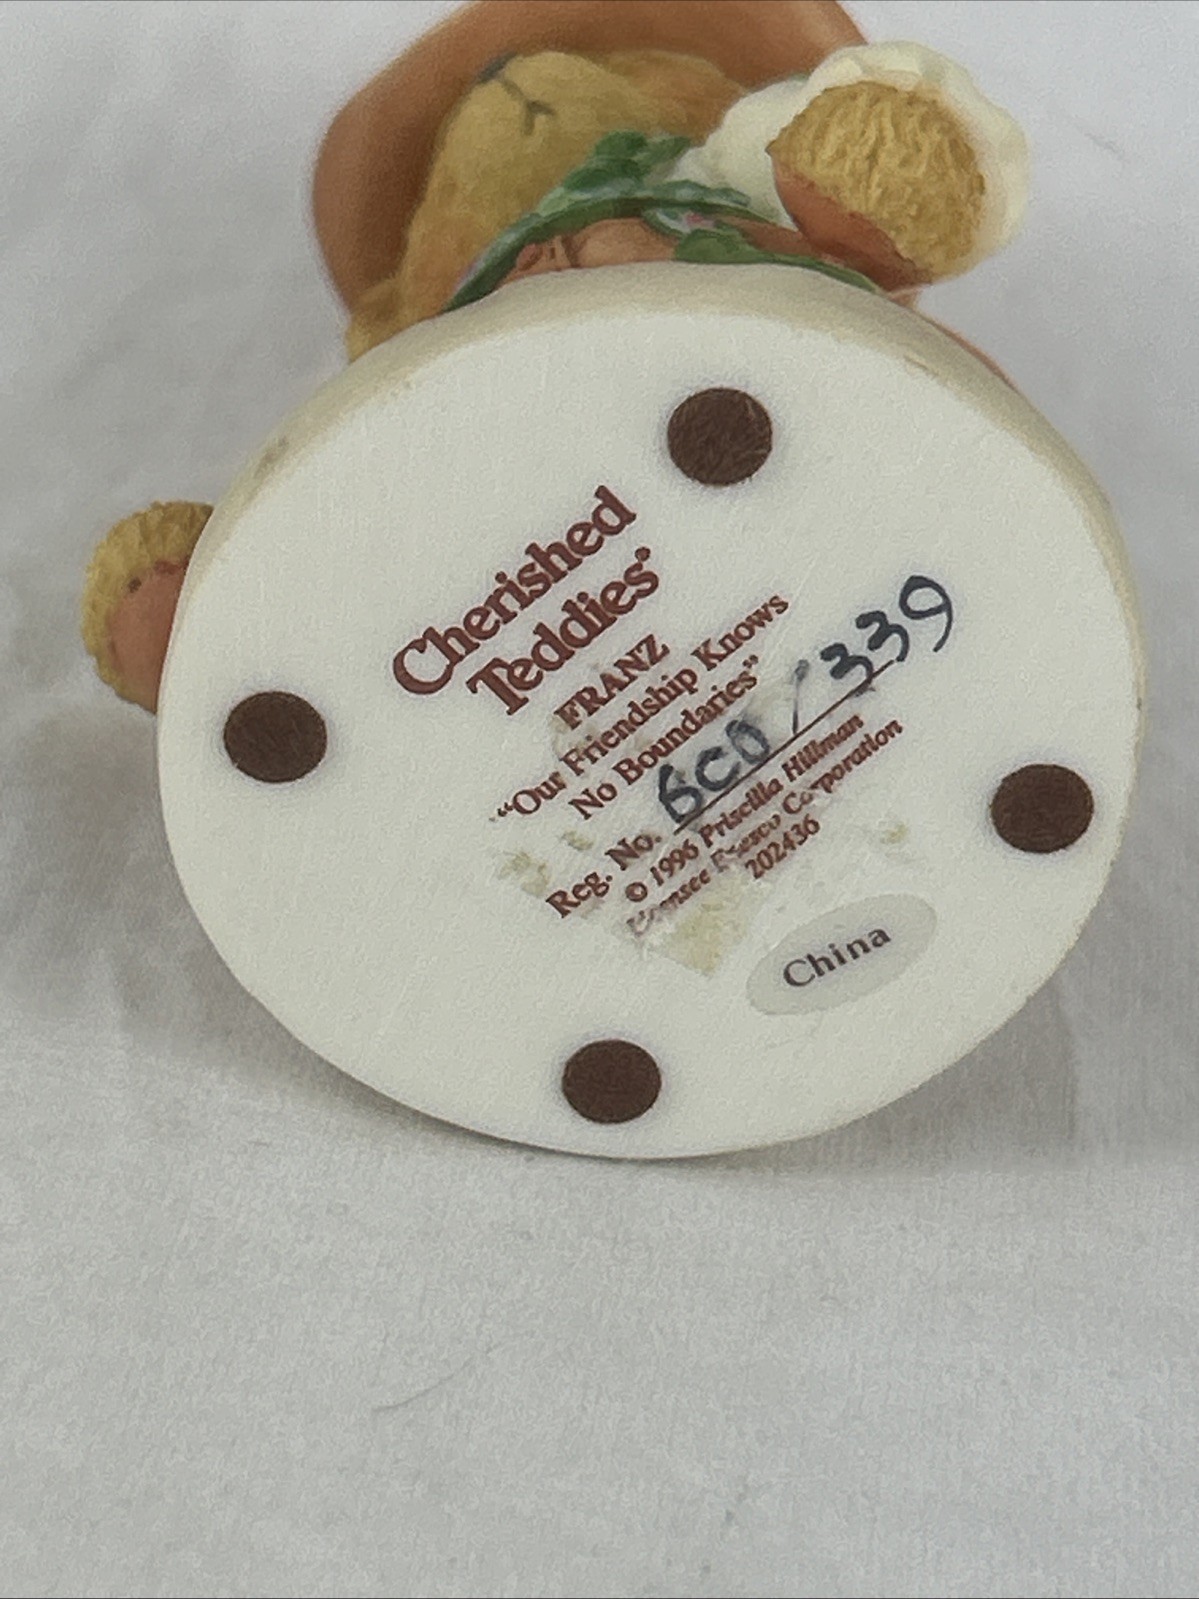 Cherished
Teddies®
FRANZ
"Our Friendship Knows
No Boundaries"
Reg. No. 6C0/339
© 1996 Priscilla Hillman
Licensee Enesco Corporation
202436
China